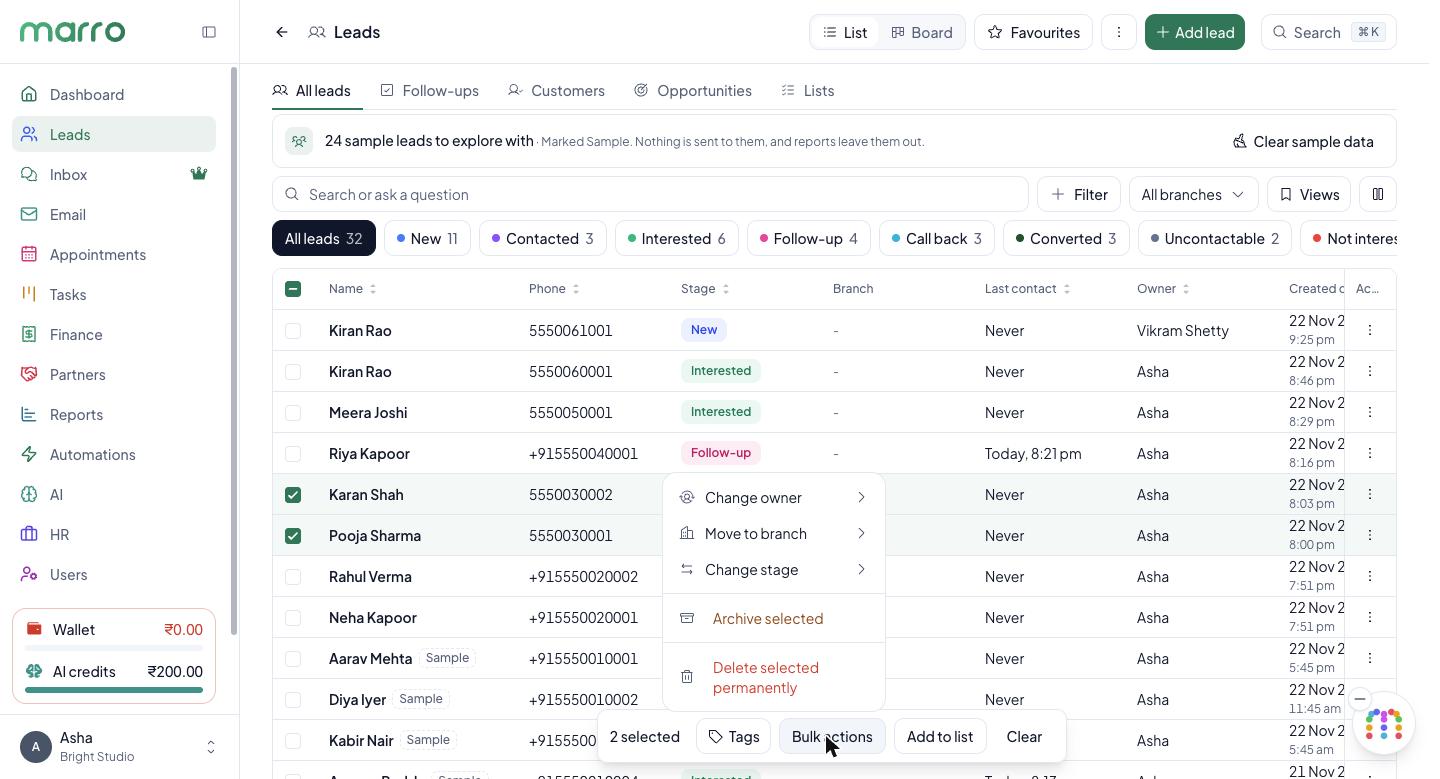 marro
Leads
List
Board
Favourites
Add lead
Search ⌘ K
Dashboard
Leads
Inbox
Email
Appointments
Tasks
Finance
Partners
Reports
Automations
AI
HR
Users
Wallet ₹0.00
AI credits ₹200.00
A
Asha
Bright Studio
All leads
Follow-ups
Customers
Opportunities
Lists
24 sample leads to explore with · Marked Sample. Nothing is sent to them, and reports leave them out.
Clear sample data
Search or ask a question
Filter
All branches
Views
All leads 32
New 11
Contacted 3
Interested 6
Follow-up 4
Call back 3
Converted 3
Uncontactable 2
Not interes
Name Phone Stage Branch Last contact Owner Created Ac...
Kiran Rao 5550061001 New - Never Vikram Shetty 22 Nov 2
9:25 pm
Kiran Rao 5550060001 Interested - Never Asha 22 Nov 2
8:46 pm
Meera Joshi 5550050001 Interested - Never Asha 22 Nov 2
8:29 pm
Riya Kapoor +915550040001 Follow-up - Today, 8:21 pm Asha 22 Nov 2
8:16 pm
Karan Shah 5550030002 Never Asha 22 Nov 2
8:03 pm
Pooja Sharma 5550030001 Never Asha 22 Nov 2
8:00 pm
Rahul Verma +915550020002 Never Asha 22 Nov 2
7:51 pm
Neha Kapoor +915550020001 Never Asha 22 Nov 2
7:51 pm
Aarav Mehta Sample +915550010001 Never Asha 22 Nov 2
5:45 pm
Diya Iyer Sample +915550010002 Never Asha 22 Nov 2
11:45 am
Kabir Nair Sample +915550 Asha 22 Nov 2
5:45 am
21 Nov 2
Change owner
Move to branch
Change stage
Archive selected
Delete selected
permanently
2 selected
Tags
Bulk actions
Add to list
Clear